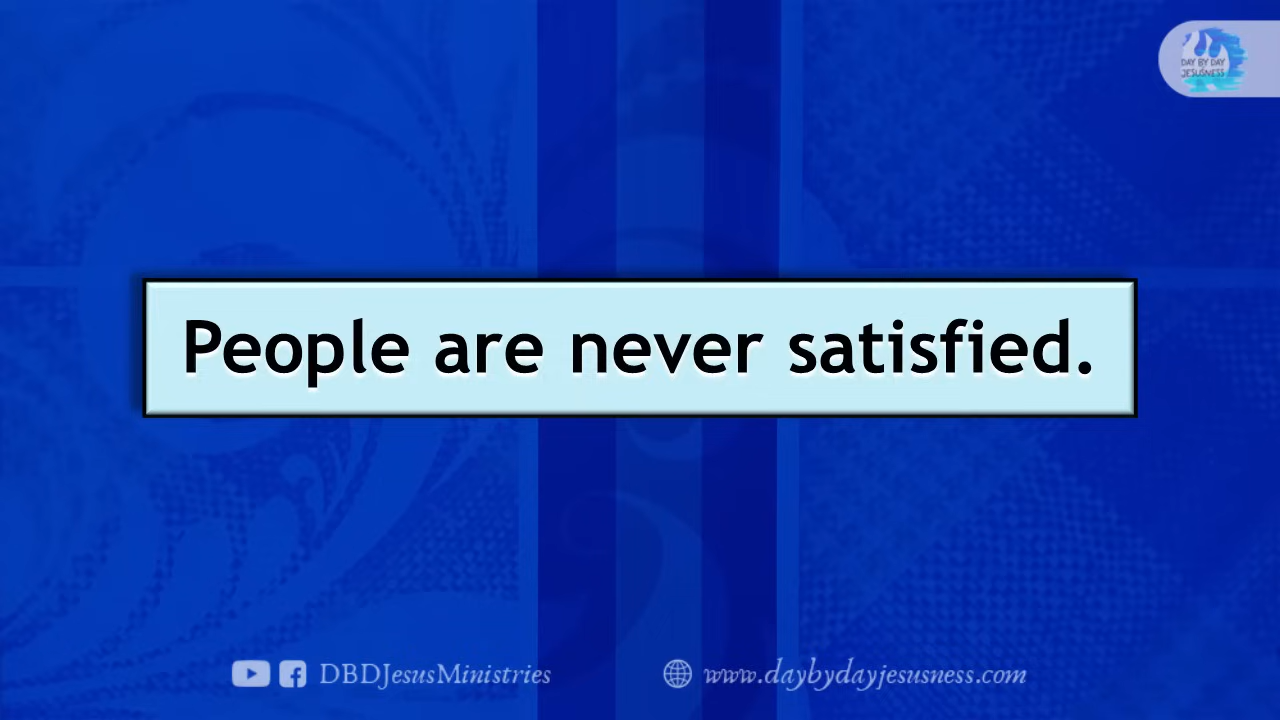 DAY BY DAY
JESUSNESS
People are never satisfied.
DBDJesusMinistries
www.daybydayjesusness.com